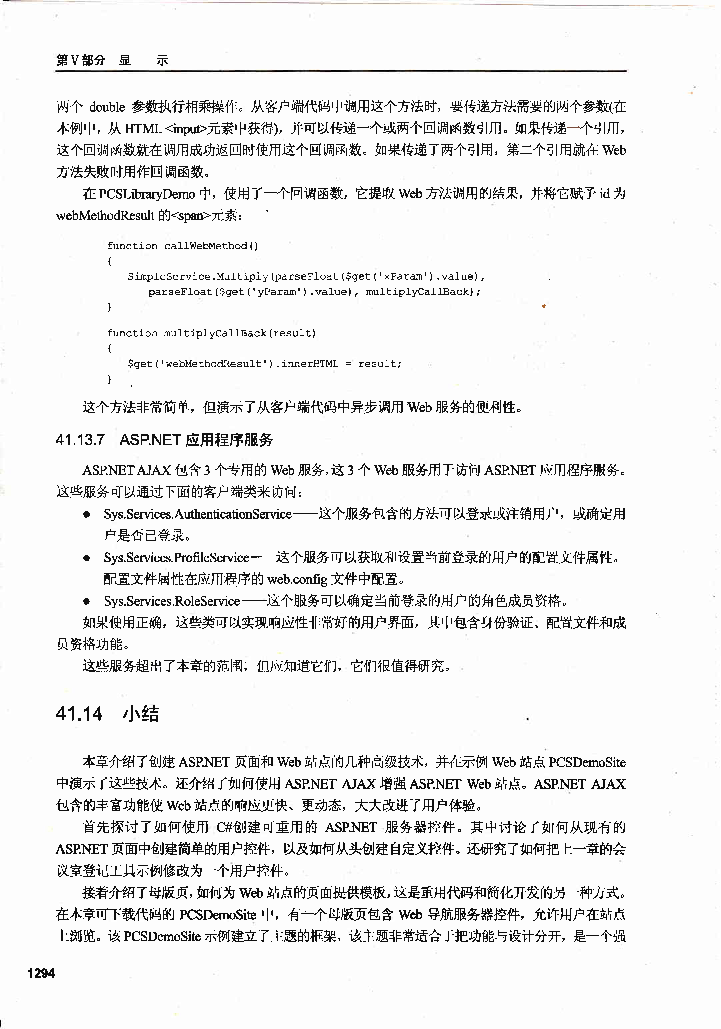 第V部分 显 示
两个 double 参数执行相乘操作。从客户端代码中调用这个方法时，要传递方法需要的两个参数(在
本例中，从 HTML <input>元素中获得)，并可以传递一个或两个回调函数引用。如果传递一个引用，
这个回调函数就在调用成功返回时使用这个回调函数。如果传递了两个引用，第二个引用就在 Web
方法失败时用作回调函数。
在 PCSLibraryDemo 中，使用了一个回调函数，它提取 Web 方法调用的结果，并将它赋予 id 为
webMethodResult 的<span>元素：
function callWebMethod()
{
SimpleService.Multiply(parseFloat($get('xParam').value),
parseFloat($get('yParam').value), multiplyCallBack);
}
function multiplyCallBack(result)
{
$get('webMethodResult').innerHTML = result;
}
这个方法非常简单，但演示了从客户端代码中异步调用 Web 服务的便利性。
41.13.7 ASP.NET 应用程序服务
ASP.NET AJAX 包含 3 个专用的 Web 服务，这 3 个 Web 服务用于访问 ASP.NET 应用程序服务。
这些服务可以通过下面的客户端类来访问：
● Sys.Services.AuthenticationService——这个服务包含的方法可以登录或注销用户，或确定用
户是否已登录。
● Sys.Services.ProfileService— 这个服务可以获取和设置当前登录的用户的配置文件属性。
配置文件属性在应用程序的 web.config 文件中配置。
● Sys.Services.RoleService——这个服务可以确定当前登录的用户的角色成员资格。
如果使用正确，这些类可以实现响应性非常好的用户界面，其中包含身份验证、配置文件和成
员资格功能。
这些服务超出了本章的范围，但应知道它们，它们很值得研究。
41.14 小结
本章介绍了创建 ASP.NET 页面和 Web 站点的几种高级技术，并在示例 Web 站点 PCSDemoSite
中演示了这些技术。还介绍了如何使用 ASP.NET AJAX 增强 ASP.NET Web 站点。ASP.NET AJAX
包含的丰富功能使 Web 站点的响应更快、更动态，大大改进了用户体验。
首先探讨了如何使用 C#创建可重用的 ASP.NET 服务器控件。其中讨论了如何从现有的
ASP.NET 页面中创建简单的用户控件，以及如何从头创建自定义控件。还研究了如何把上一章的会
议室登记工具示例修改为一个用户控件。
接着介绍了母版页，如何为 Web 站点的页面提供模板，这是重用代码和简化开发的另一种方式。
在本章可下载代码的 PCSDemoSite 中，有一个母版页包含 Web 导航服务器控件，允许用户在站点
上浏览。该 PCSDemoSite 示例建立了主题的框架，该主题非常适合于把功能与设计分开，是一个强
1294